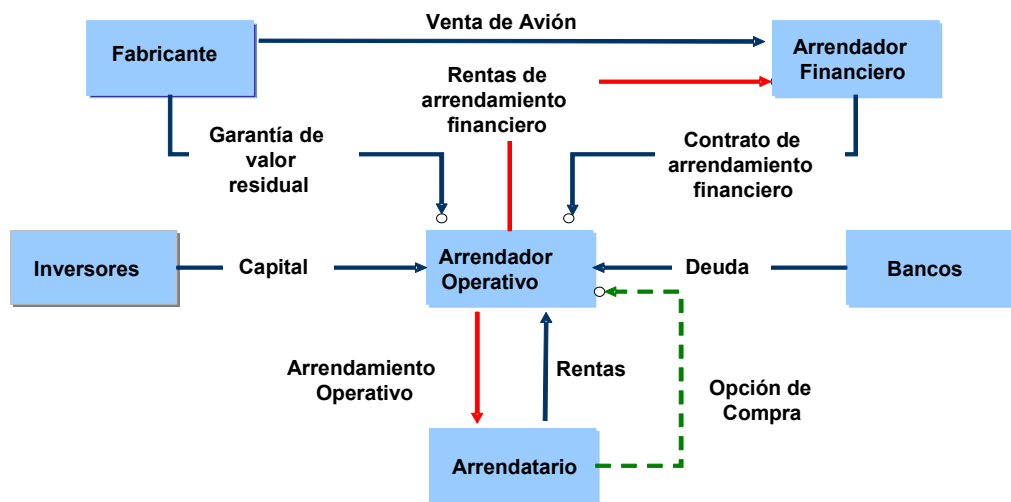 Venta de Avión
Fabricante
Arrendador
Financiero
Rentas de
arrendamiento
financiero
Garantía de
valor
residual
Contrato de
arrendamiento
financiero
Inversores
Capital
Arrendador
Operativo
Deuda
Bancos
Arrendamiento
Operativo
Rentas
Opción de
Compra
Arrendatario